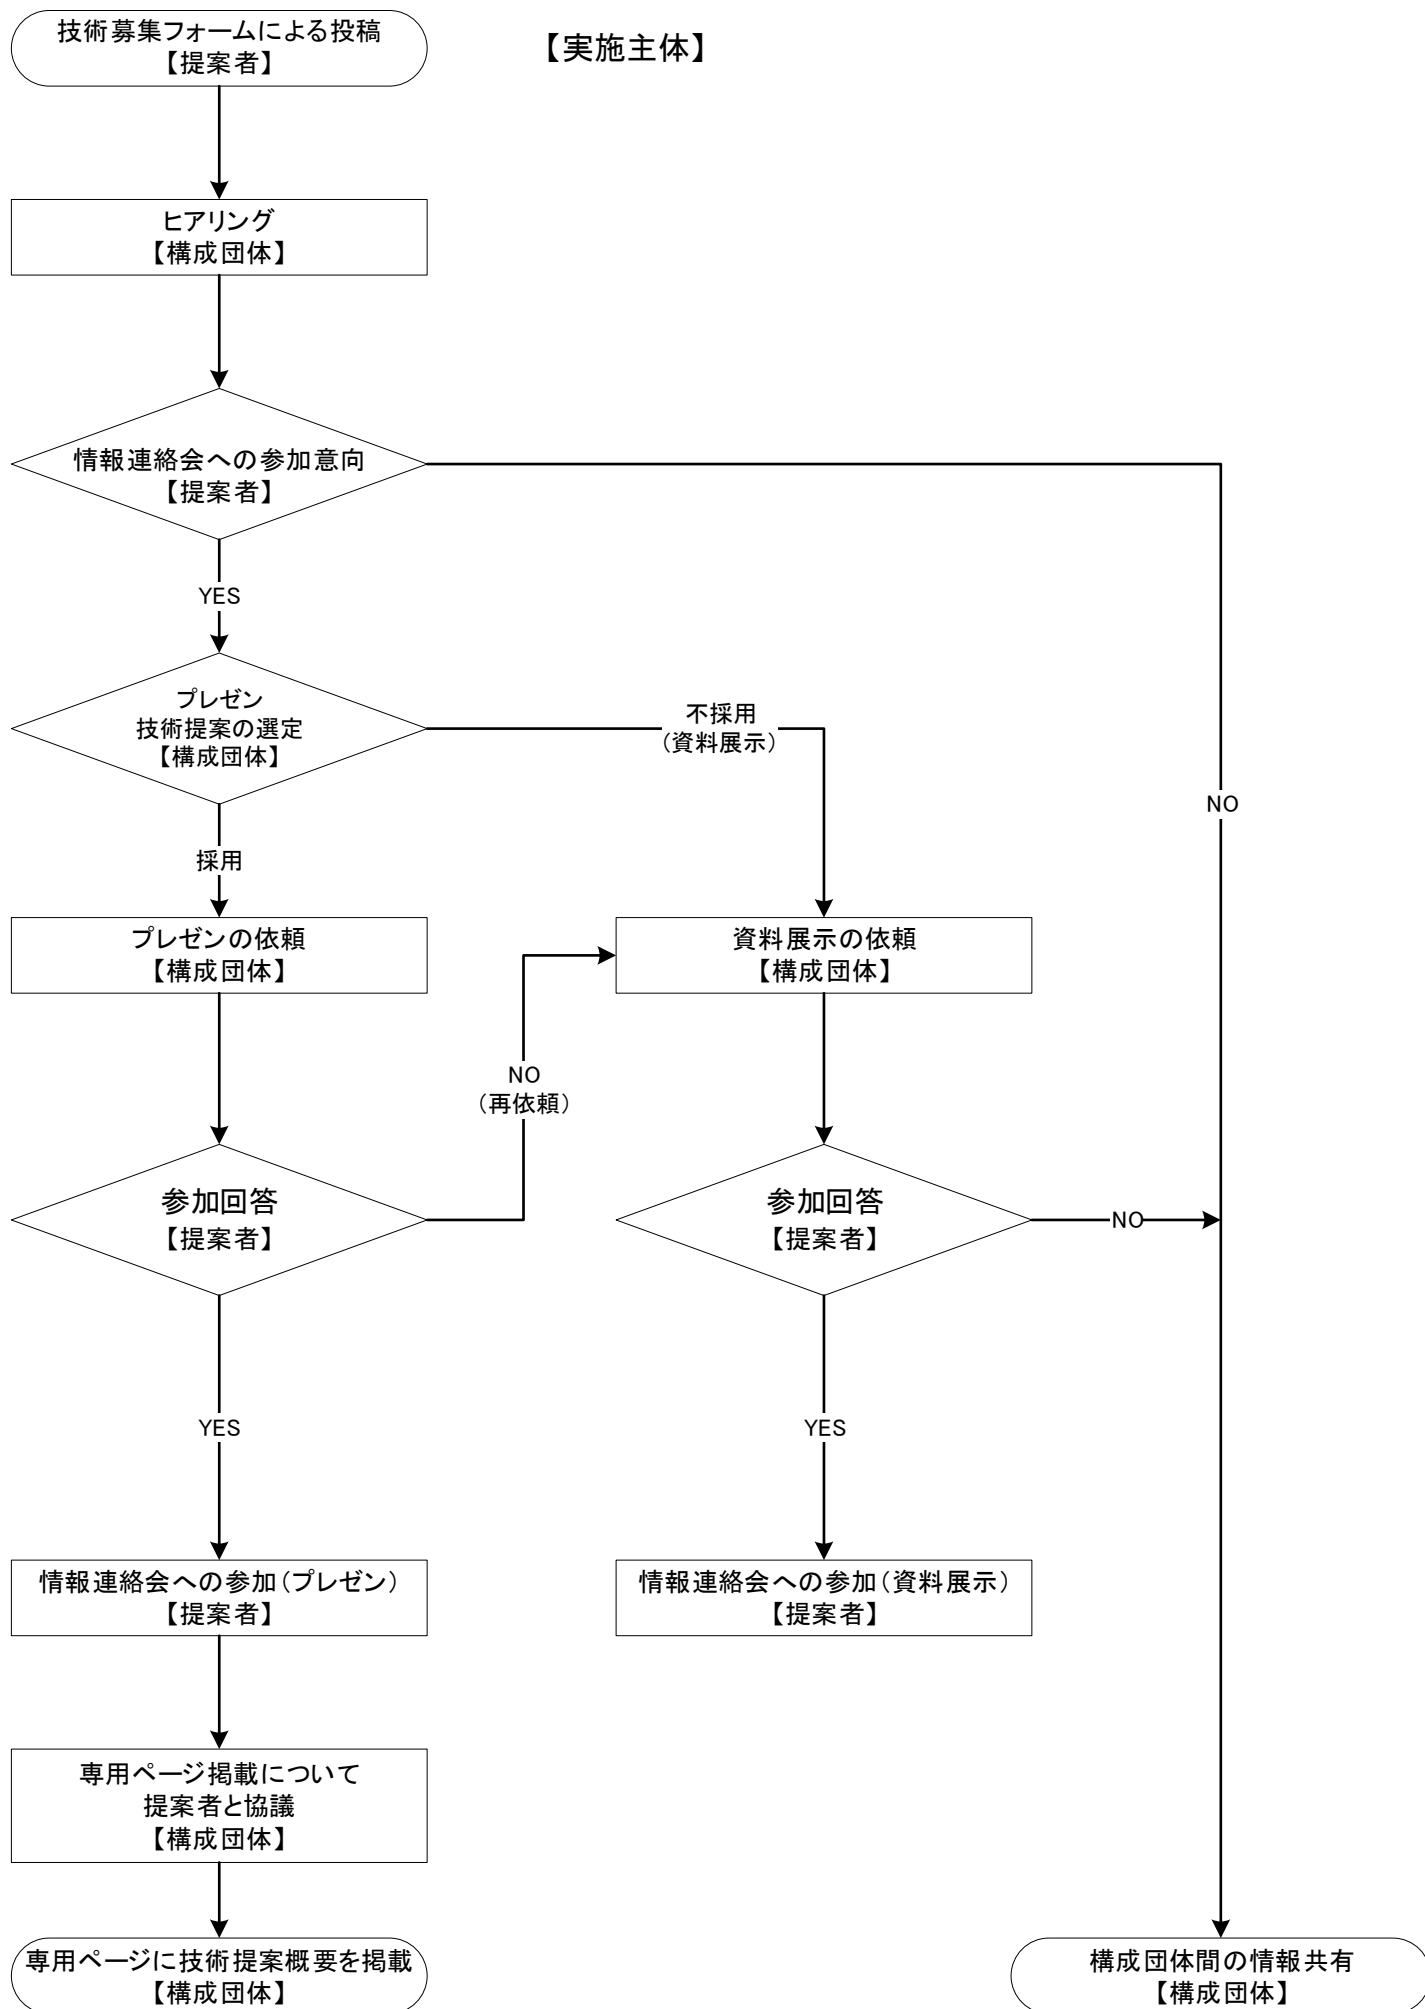 技術募集フォームによる投稿
【提案者】
【実施主体】
ヒアリング
【構成団体】
情報連絡会への参加意向
【提案者】
YES
プレゼン
技術提案の選定
【構成団体】
不採用
（資料展示）
NO
採用
プレゼンの依頼
【構成団体】
資料展示の依頼
【構成団体】
NO
（再依頼）
参加回答
【提案者】
参加回答
【提案者】
NO
YES
YES
情報連絡会への参加（プレゼン）
【提案者】
情報連絡会への参加（資料展示）
【提案者】
専用ページ掲載について
提案者と協議
【構成団体】
専用ページに技術提案概要を掲載
【構成団体】
構成団体間の情報共有
【構成団体】